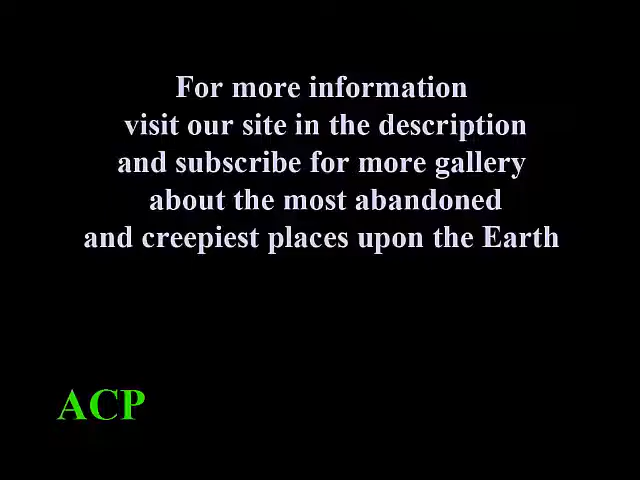 For more information
visit our site in the description
and subscribe for more gallery
about the most abandoned
and creepiest places upon the Earth
ACP